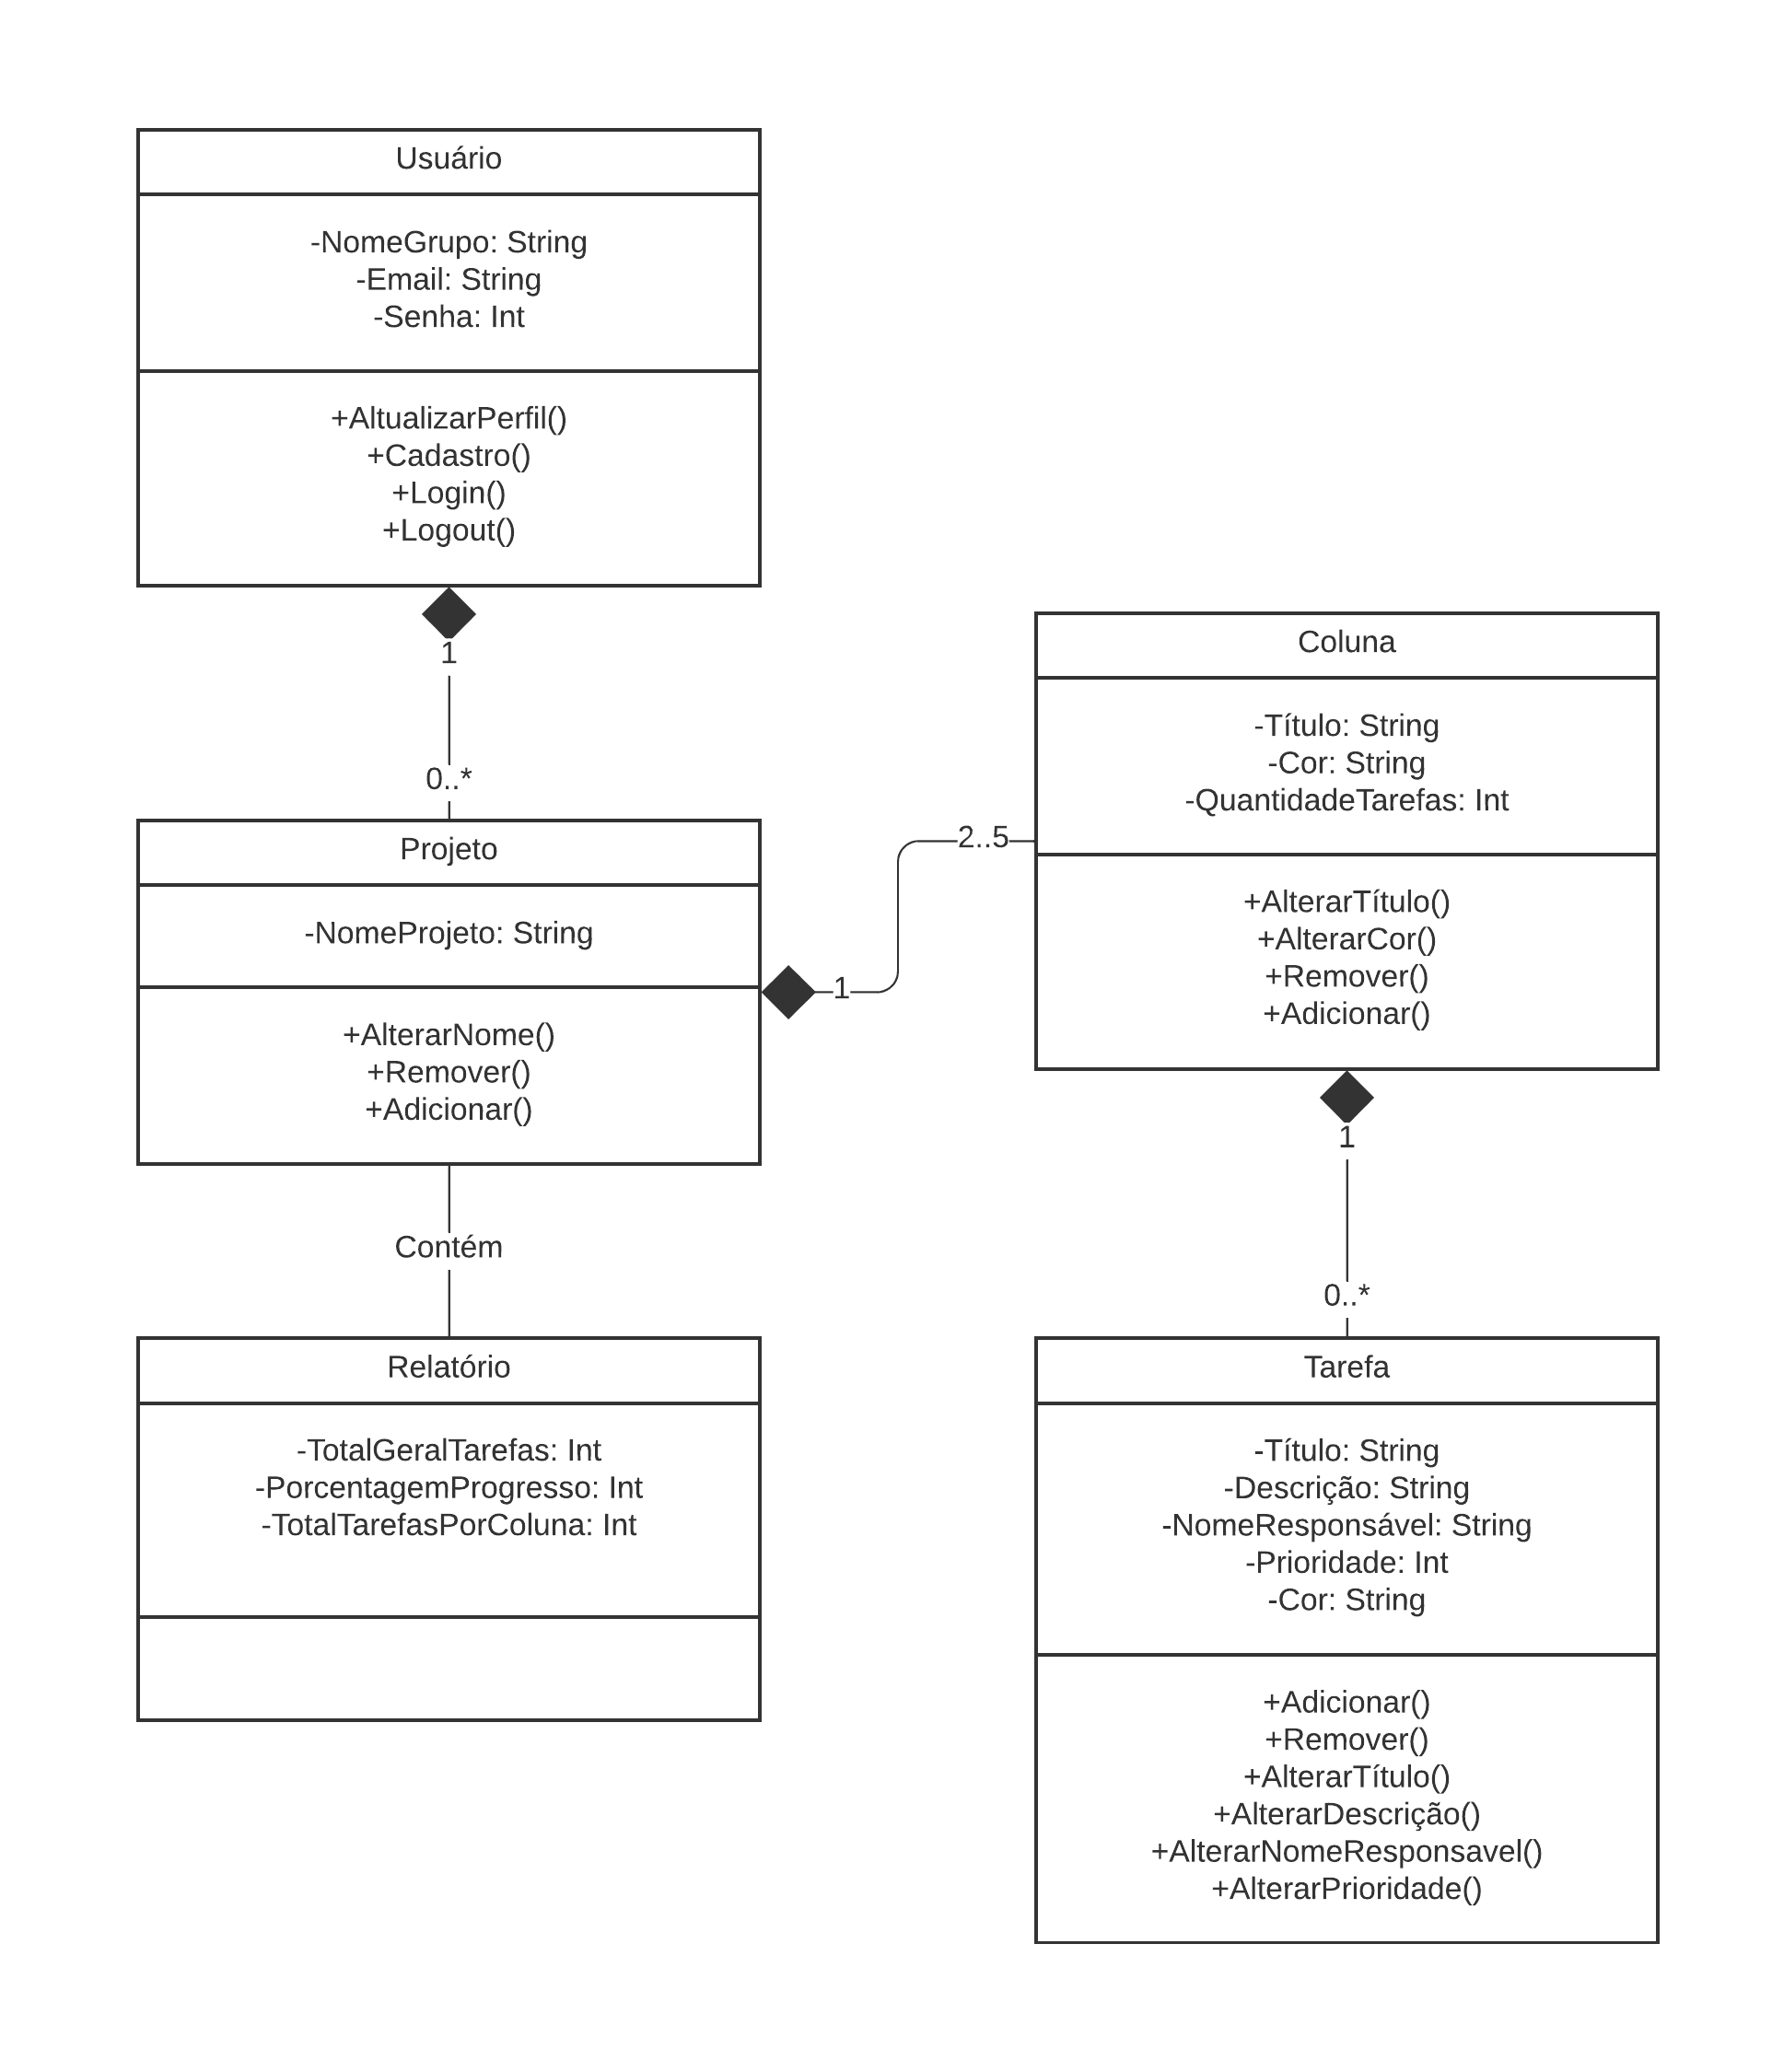 Usuário
-NomeGrupo: String
-Email: String
-Senha: Int
+AltualizarPerfil()
+Cadastro()
+Login()
+Logout()
1
0..*
Projeto
-NomeProjeto: String
+AlterarNome()
+Remover()
+Adicionar()
1
2..5
Coluna
-Título: String
-Cor: String
-QuantidadeTarefas: Int
+AlterarTítulo()
+AlterarCor()
+Remover()
+Adicionar()
1
0..*
Contém
Relatório
-TotalGeralTarefas: Int
-PorcentagemProgresso: Int
-TotalTarefasPorColuna: Int
Tarefa
-Título: String
-Descrição: String
-NomeResponsável: String
-Prioridade: Int
-Cor: String
+Adicionar()
+Remover()
+AlterarTítulo()
+AlterarDescrição()
+AlterarNomeResponsavel()
+AlterarPrioridade()